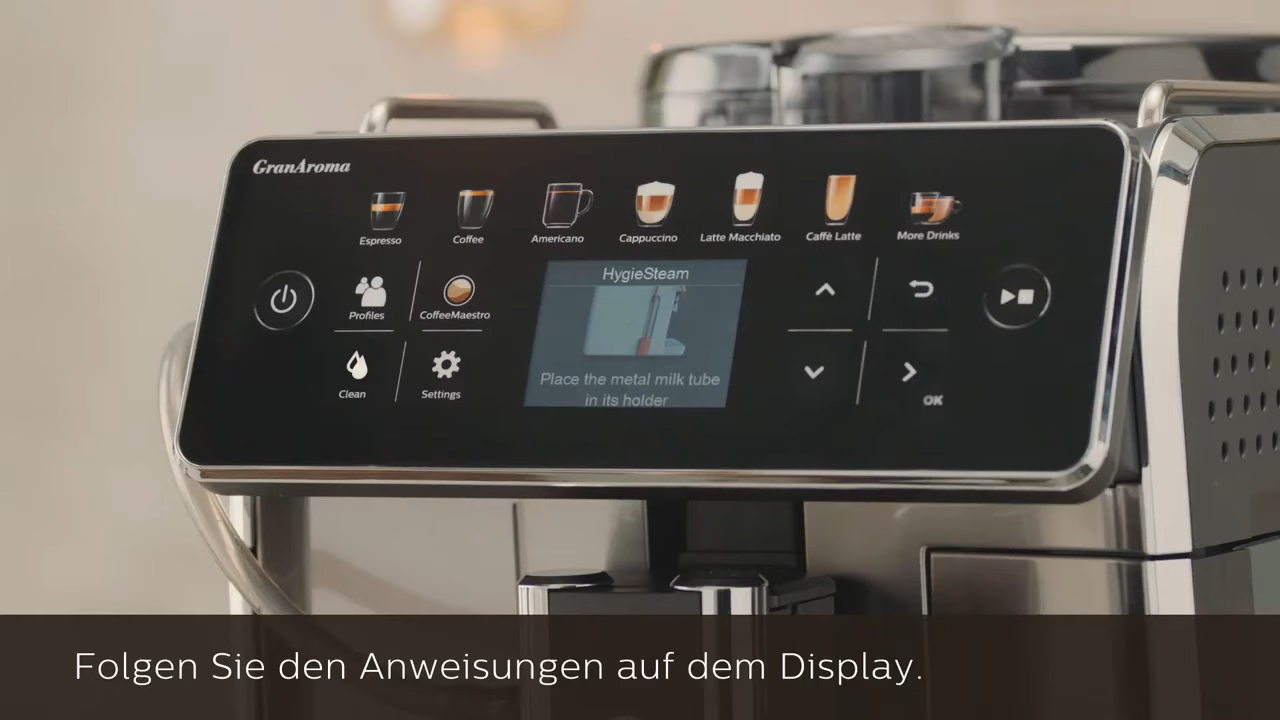 GranAroma
Espresso
Coffee
Americano
Cappuccino
Latte Macchiato
Caffè Latte
More Drinks
HygieSteam
Profiles
CoffeeMaestro
Place the metal milk tube
in its holder
Clean
Settings
OK
Folgen Sie den Anweisungen auf dem Display.